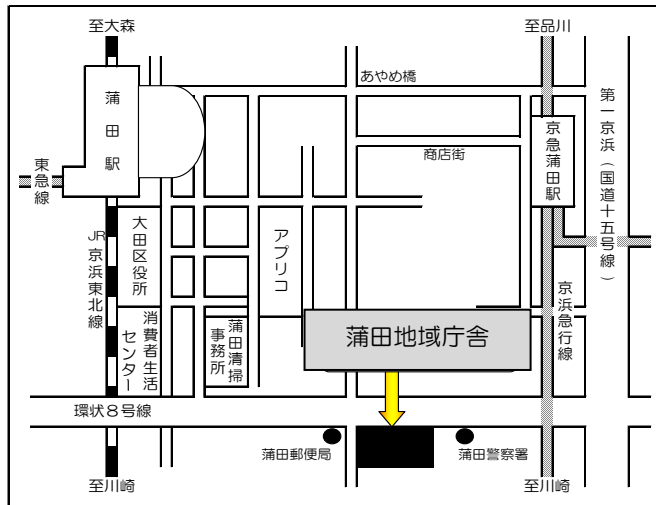 至大森
至品川
あやめ橋
蒲田駅
商店街
京急蒲田駅
第一京浜（国道十五号線）
東急線
JR京浜東北線
大田区役所
アプリコ
京浜急行線
消費者生活
センター
蒲田清掃
事務所
蒲田地域庁舎
環状８号線
蒲田郵便局
蒲田警察署
至川崎
至川崎